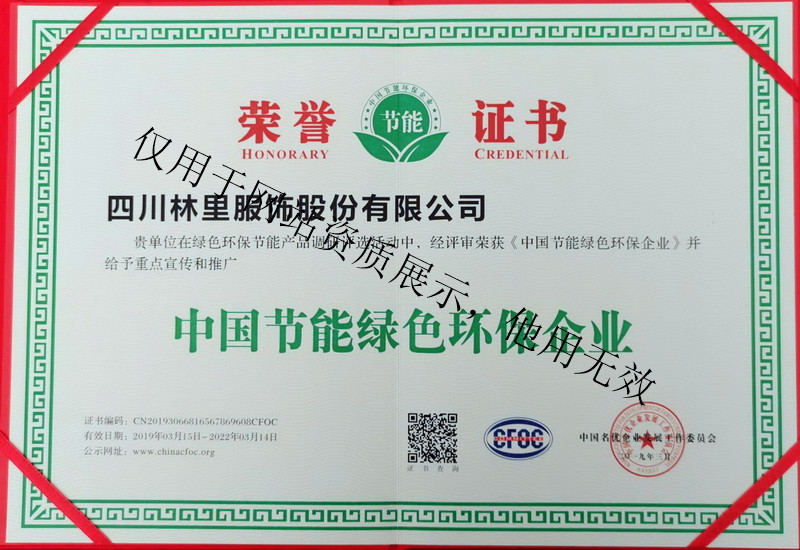 中国节能环保企业
荣誉 节能 证书
HONORARY CREDENTIAL
四川林里服饰股份有限公司
贵单位在绿色环保节能产品调研评选活动中，经评审荣获《中国节能绿色环保企业》并
给予重点宣传和推广
中国节能绿色环保企业
仅用于网站资质展示，他用无效
证书编码：CN20193066816567869608CFOC
有效日期：2019年03月15日-2022年03月14日
公示网址：www.chinacfoc.org
证书查询
CFOC
COMMITTEE
中国名优企业发展工作委员会
二〇一九年三月